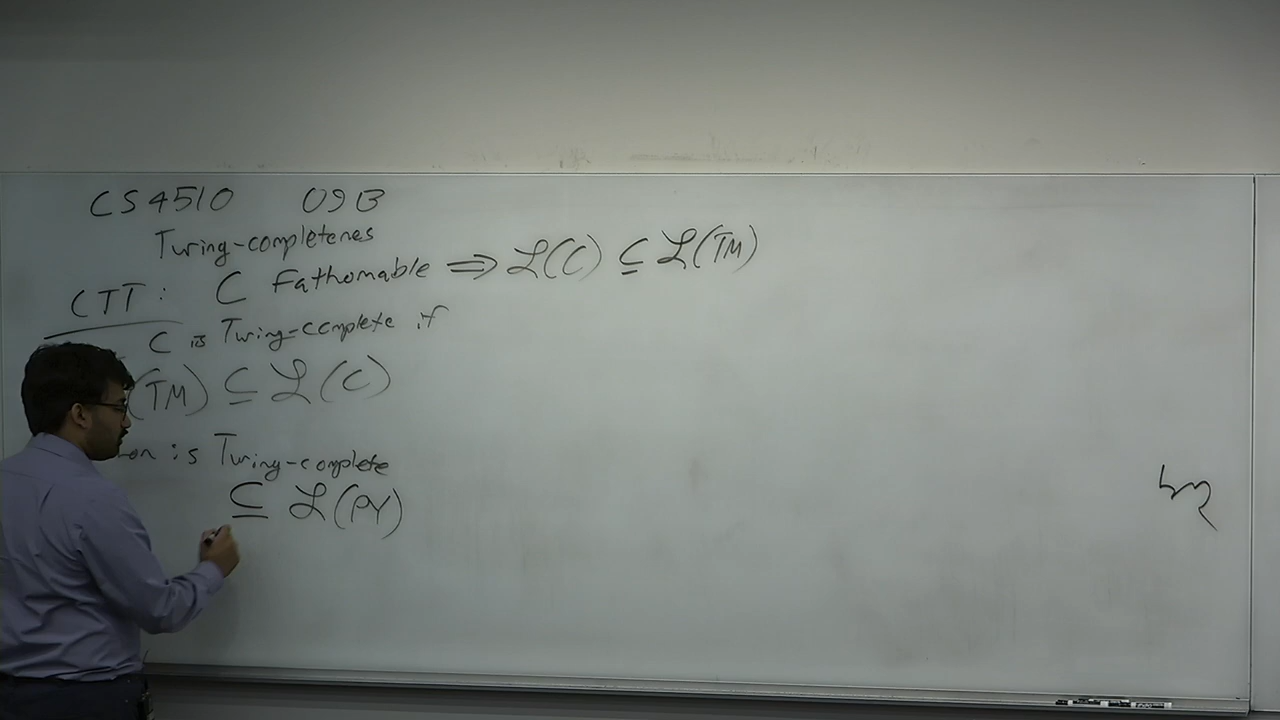 CS4510 09B
Turing-completenes
CTT: C Fathomable ⟹ ℒ(C) ⊆ ℒ(TM)
C is Turing-complete if
(TM) ⊆ ℒ(C)
is Turing-complete
⊆ ℒ(PY)